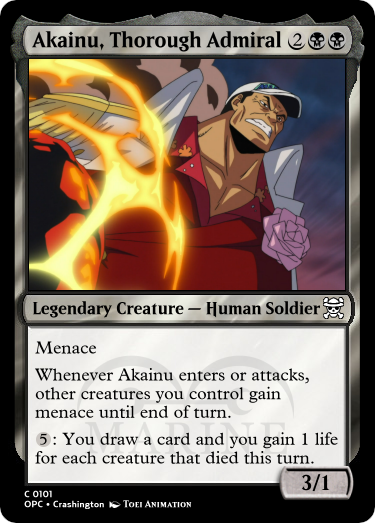 Akainu, Thorough Admiral 2
Legendary Creature — Human Soldier
Menace
Whenever Akainu enters or attacks,
other creatures you control gain
menace until end of turn.
5: You draw a card and you gain 1 life
for each creature that died this turn.
MARINE
3/1
C 0101
OPC • Crashington TOEI ANIMATION